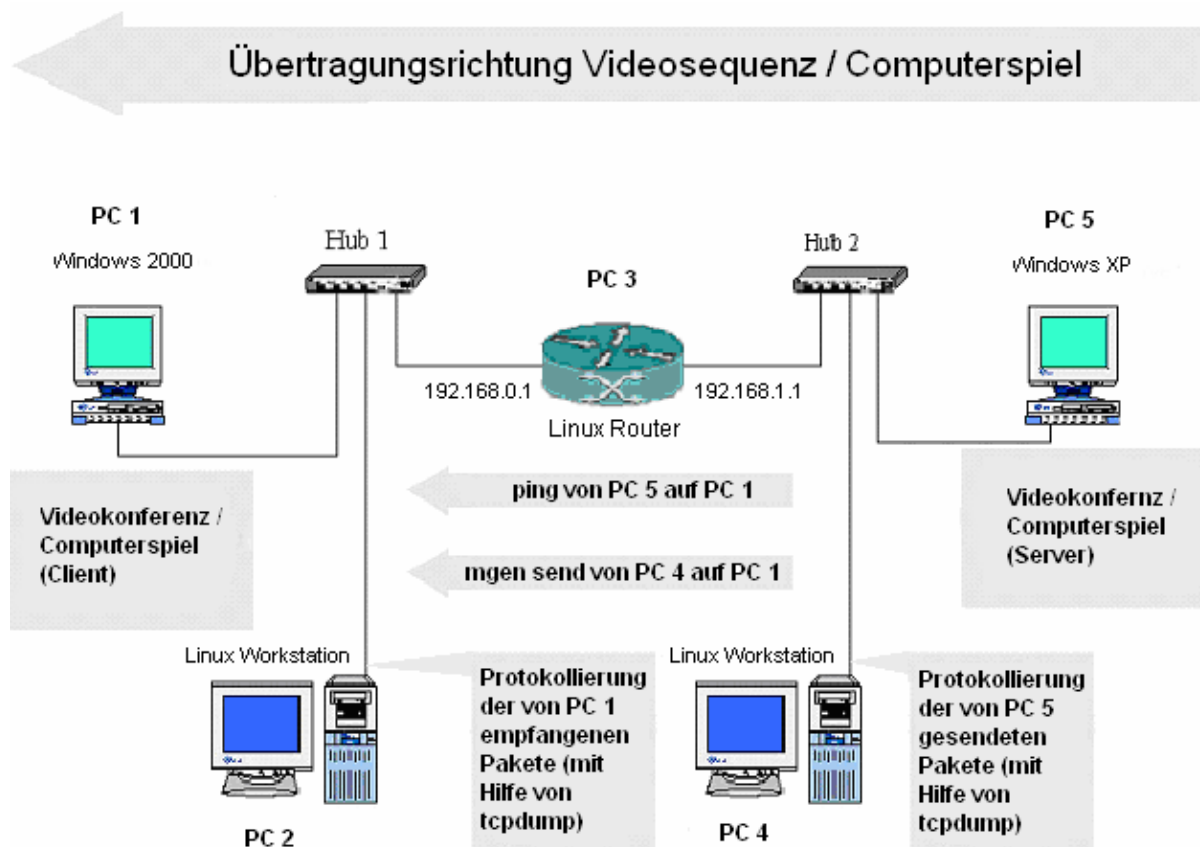 Übertragungsrichtung Videosequenz / Computerspiel
PC 1
Windows 2000
Hub 1
PC 3
Hub 2
PC 5
Windows XP
192.168.0.1
192.168.1.1
Linux Router
ping von PC 5 auf PC 1
mgen send von PC 4 auf PC 1
Videokonferenz /
Computerspiel
(Client)
Videokonfernz /
Computerspiel
(Server)
Linux Workstation
PC 2
Protokollierung
der von PC 1
empfangenen
Pakete (mit
Hilfe von
tcpdump)
Linux Workstation
PC 4
Protokollierung
der von PC 5
gesendeten
Pakete (mit
Hilfe von
tcpdump)